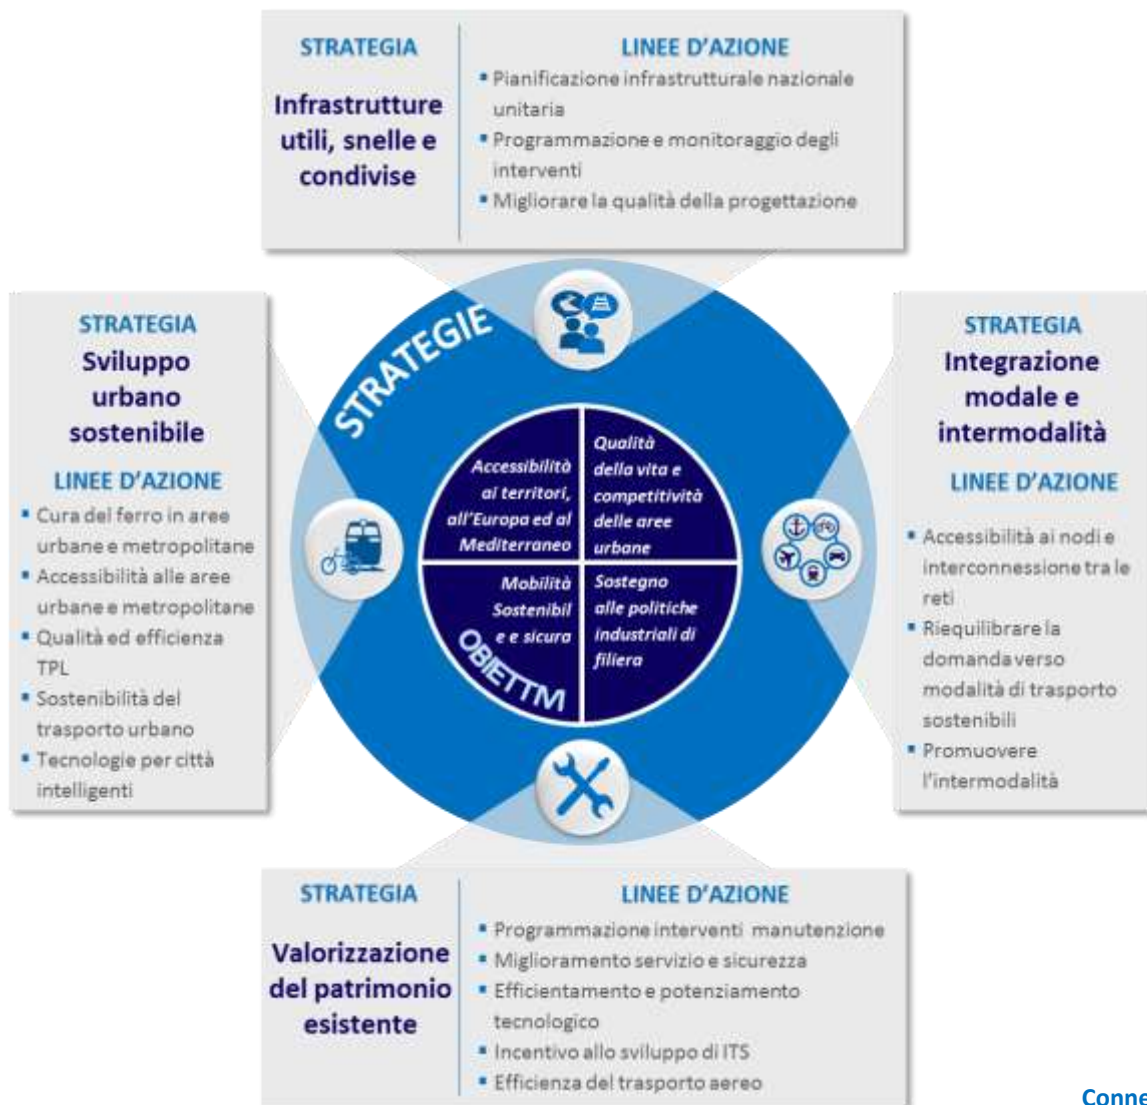 STRATEGIA
Infrastrutture
utili, snelle e
condivise
LINEE D'AZIONE
▪ Pianificazione infrastrutturale nazionale
unitaria
▪ Programmazione e monitoraggio degli
interventi
▪ Migliorare la qualità della progettazione
STRATEGIA
Sviluppo
urbano
sostenibile
LINEE D'AZIONE
▪ Cura del ferro in aree
urbane e metropolitane
▪ Accessibilità alle aree
urbane e metropolitane
▪ Qualità ed efficienza
TPL
▪ Sostenibilità del
trasporto urbano
▪ Tecnologie per città
intelligenti
STRATEGIE
Accessibilità
ai territori,
all'Europa ed al
Mediterraneo
Qualità
della vita e
competitività
delle aree
urbane
Mobilità
Sostenibil
e e sicura
Sostegno
alle politiche
industriali di
filiera
OBIETTM
STRATEGIA
Integrazione
modale e
intermodalità
LINEE D'AZIONE
▪ Accessibilità ai nodi e
interconnessione tra le
reti
▪ Riequilibrare la
domanda verso
modalità di trasporto
sostenibili
▪ Promuovere
l'intermodalità
STRATEGIA
Valorizzazione
del patrimonio
esistente
LINEE D'AZIONE
▪ Programmazione interventi manutenzione
▪ Miglioramento servizio e sicurezza
▪ Efficientamento e potenziamento
tecnologico
▪ Incentivo allo sviluppo di ITS
▪ Efficienza del trasporto aereo
Conne